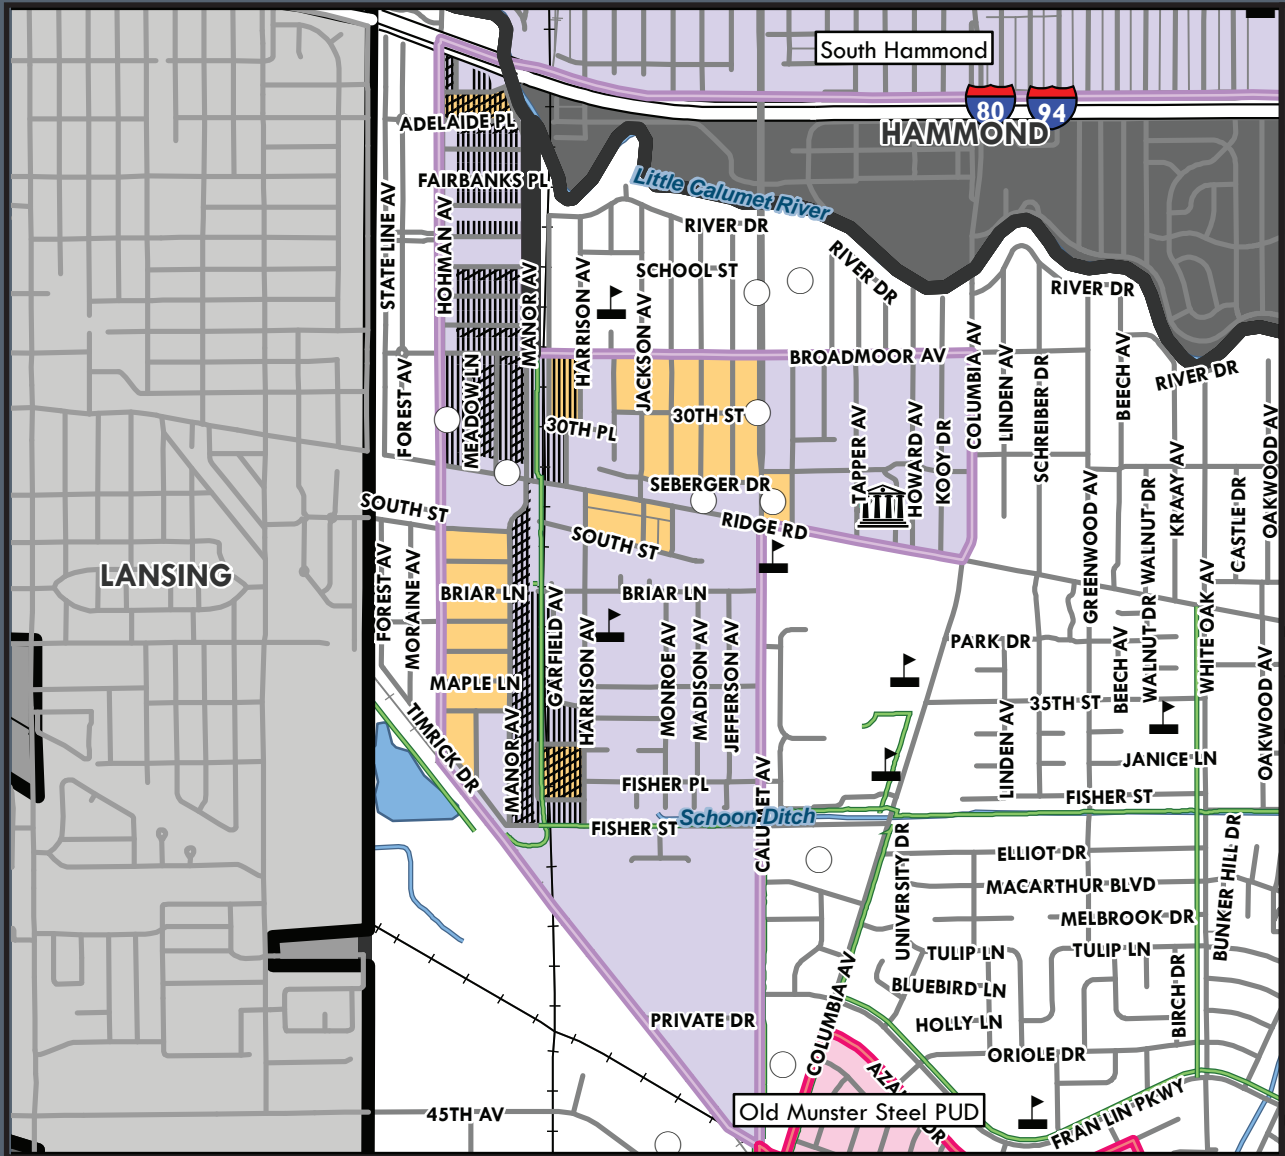 South Hammond
80
94
HAMMOND
ADELAIDE PL
FAIRBANKS PL
Little Calumet River
STATE LINE AV
HOHMAN AV
RIVER DR
SCHOOL ST
RIVER DR
RIVER DR
MANOR AV
HARRISON AV
JACKSON AV
BROADMOOR AV
COLUMBIA AV
LINDEN AV
SCHREIBER DR
BEECH AV
RIVER DR
FOREST AV
MEADOW LN
30TH PL
30TH ST
TAPPER AV
HOWARD AV
KOOY DR
KRAAY AV
OAKWOOD AV
SEBERGER DR
SOUTH ST
RIDGE RD
SOUTH ST
GREENWOOD AV
WALNUT DR
CASTLE DR
LANSING
FOREST AV
MORAINE AV
BRIAR LN
BRIAR LN
GARFIELD AV
HARRISON AV
MONROE AV
MADISON AV
JEFFERSON AV
PARK DR
BEECH AV
WALNUT DR
WHITE OAK AV
OAKWOOD AV
MAPLE LN
35TH ST
LINDEN AV
TIMRICK DR
MANOR AV
JANICE LN
FISHER PL
CALUMET AV
FISHER ST
Schoon Ditch
FISHER ST
UNIVERSITY DR
ELLIOT DR
MACARTHUR BLVD
MELBROOK DR
BUNKER HILL DR
TULIP LN
TULIP LN
BLUEBIRD LN
BIRCH DR
COLUMBIA AV
HOLLY LN
PRIVATE DR
ORIOLE DR
45TH AV
Old Munster Steel PUD
FRAN LIN PKWY